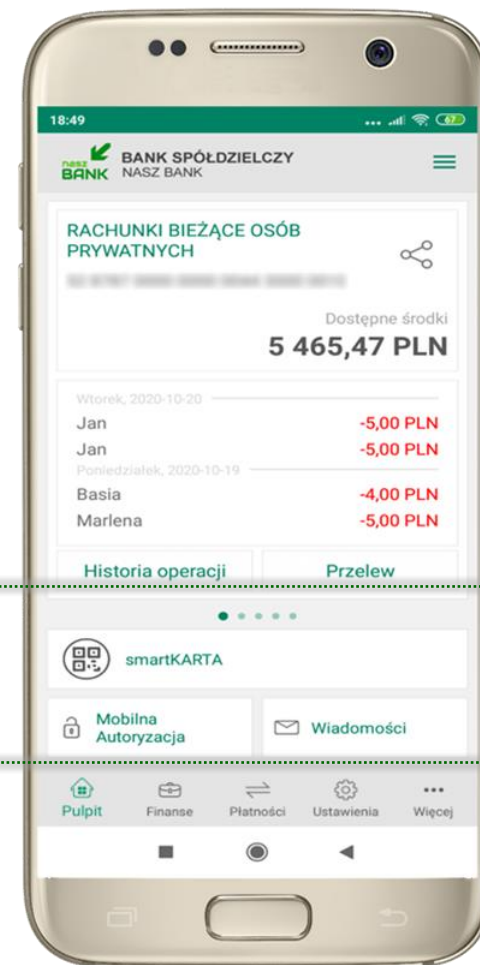 18:49
67
nasz
BANK
BANK SPÓŁDZIELCZY
NASZ BANK
RACHUNKI BIEŻĄCE OSÓB
PRYWATNYCH
Dostępne środki
5 465,47 PLN
Wtorek, 2020-10-20
Jan -5,00 PLN
Jan -5,00 PLN
Poniedziałek, 2020-10-19
Basia -4,00 PLN
Marlena -5,00 PLN
Historia operacji Przelew
smartKARTA
Mobilna
Autoryzacja
Wiadomości
Pulpit Finanse Płatności Ustawienia Więcej